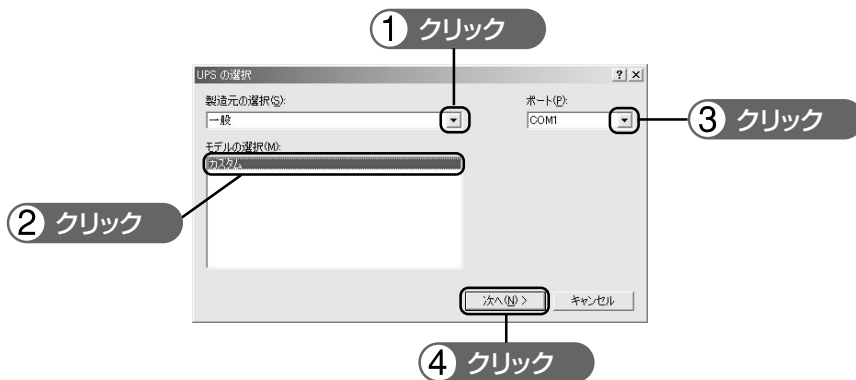 ① クリック
UPS の選択
製造元の選択(S):
ポート(P):
一般
COM1
③ クリック
モデルの選択(M):
カスタム
② クリック
次へ(N) >
キャンセル
④ クリック